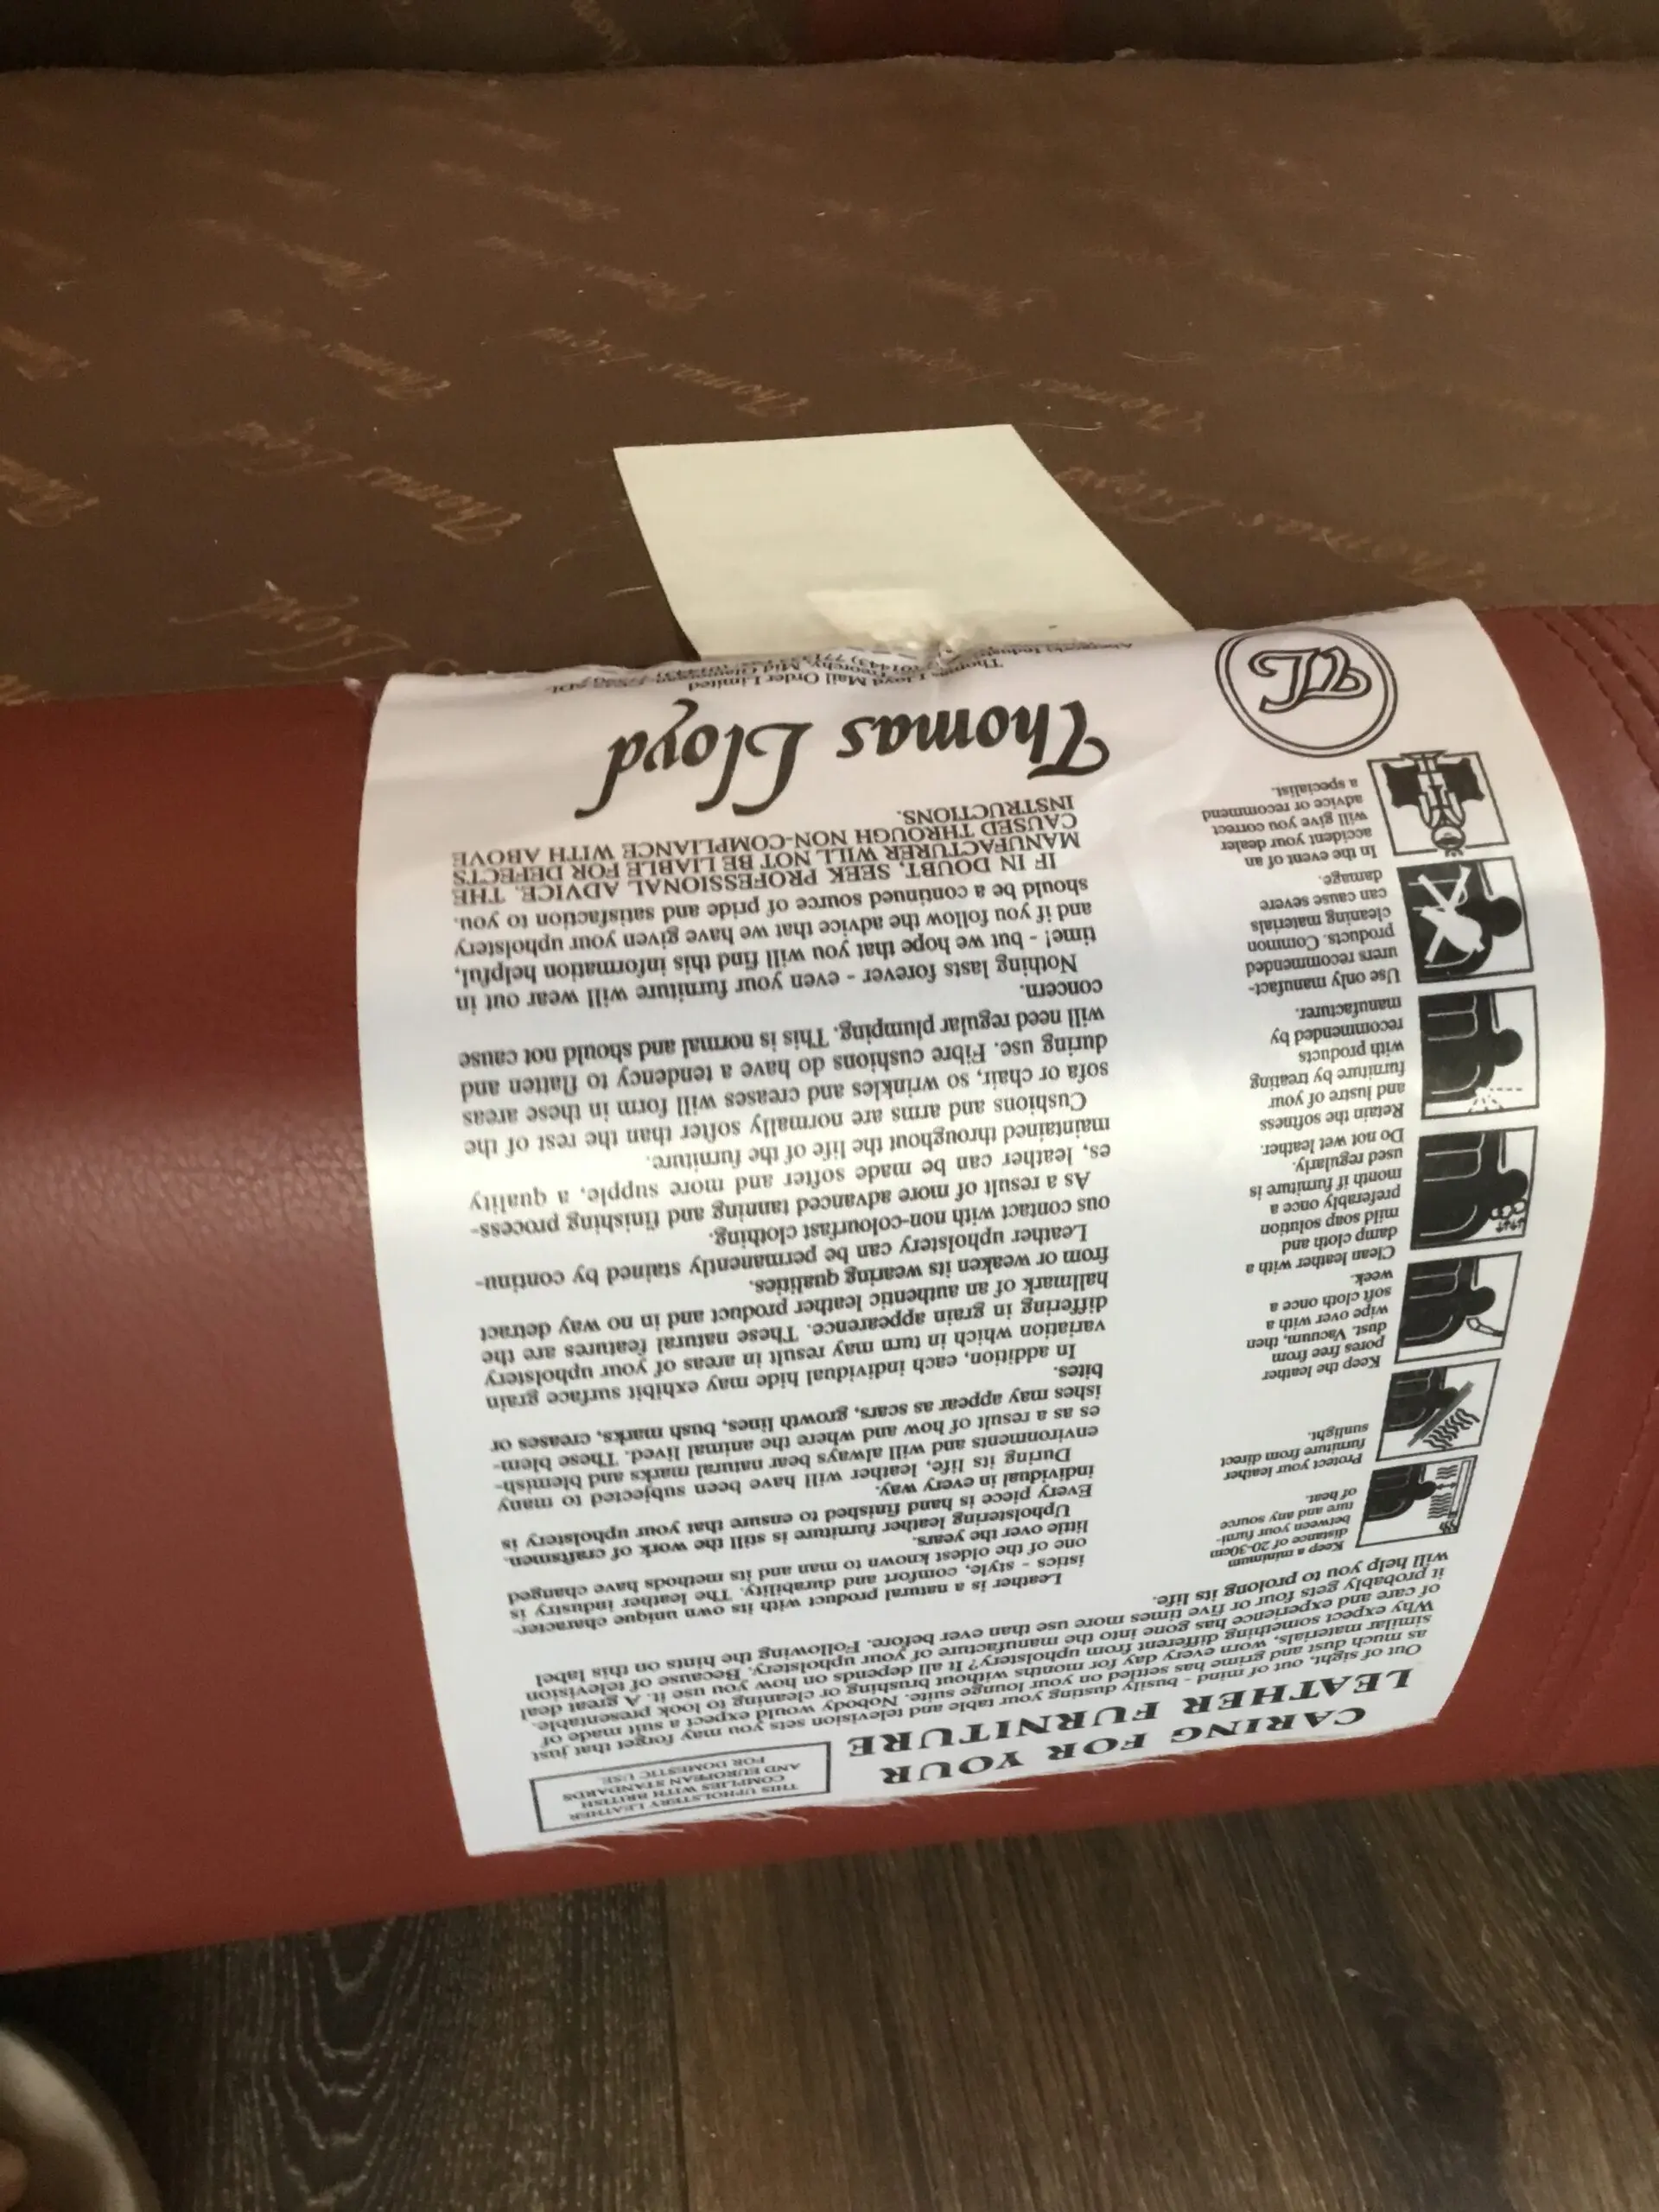 CARING FOR YOUR
LEATHER FURNITURE
THIS UPHOLSTERY LEATHER
COMPLIES WITH BRITISH
AND EUROPEAN STANDARDS
FOR DOMESTIC USE
Out of sight, out of mind - busily dusting your table and television sets you may forget that just
as much dust and grime has settled on your lounge suite. Nobody would expect a suit made of
similar materials, worn every day for months without brushing or cleaning to look presentable.
Why expect something different from upholstery? It all depends on how you use it. A great deal
of care and experience has gone into the manufacture of your upholstery. Because of television
it probably gets four or five times more use than ever before. Following the hints on this label
will help you to prolong its life.
Keep a minimum
distance of 20-30cm
between your furni-
ture and any source
of heat.
Protect your leather
furniture from direct
sunlight.
Keep the leather
pores free from
dust. Vacuum, then
wipe over with a
soft cloth once a
week.
Clean leather with a
damp cloth and
mild soap solution
preferably once a
month if furniture is
used regularly.
Do not wet leather.
Retain the softness
and lustre of your
furniture by treating
with products
recommended by
manufacturer.
Use only manufact-
urers recommended
products. Common
cleaning materials
can cause severe
damage.
In the event of an
accident your dealer
will give you correct
advice or recommend
a specialist.
Leather is a natural product with its own unique character-
istics - style, comfort and durability. The leather industry is
one of the oldest known to man and its methods have changed
little over the years.
Upholstering leather furniture is still the work of craftsmen.
Every piece is hand finished to ensure that your upholstery is
individual in every way.
During its life, leather will have been subjected to many
environments and will always bear natural marks and blemish-
es as a result of how and where the animal lived. These blem-
ishes may appear as scars, growth lines, bush marks, creases or
bites.
In addition, each individual hide may exhibit surface grain
variation which in turn may result in areas of your upholstery
differing in grain appearence. These natural features are the
hallmark of an authentic leather product and in no way detract
from or weaken its wearing qualities.
Leather upholstery can be permanently stained by continu-
ous contact with non-colourfast clothing.
As a result of more advanced tanning and finishing process-
es, leather can be made softer and more supple, a quality
maintained throughout the life of the furniture.
Cushions and arms are normally softer than the rest of the
sofa or chair, so wrinkles and creases will form in these areas
during use. Fibre cushions do have a tendency to flatten and
will need regular plumping. This is normal and should not cause
concern.
Nothing lasts forever - even your furniture will wear out in
time! - but we hope that you will find this information helpful,
and if you follow the advice that we have given your upholstery
should be a continued source of pride and satisfaction to you.
IF IN DOUBT, SEEK PROFESSIONAL ADVICE. THE
MANUFACTURER WILL NOT BE LIABLE FOR DEFECTS
CAUSED THROUGH NON-COMPLIANCE WITH ABOVE
INSTRUCTIONS.
TL
Thomas Lloyd
Lloyd Mail Order Limited
Thomas Lloyd
Thomas Lloyd
Thomas Lloyd
Thomas
Thomas
Lloyd